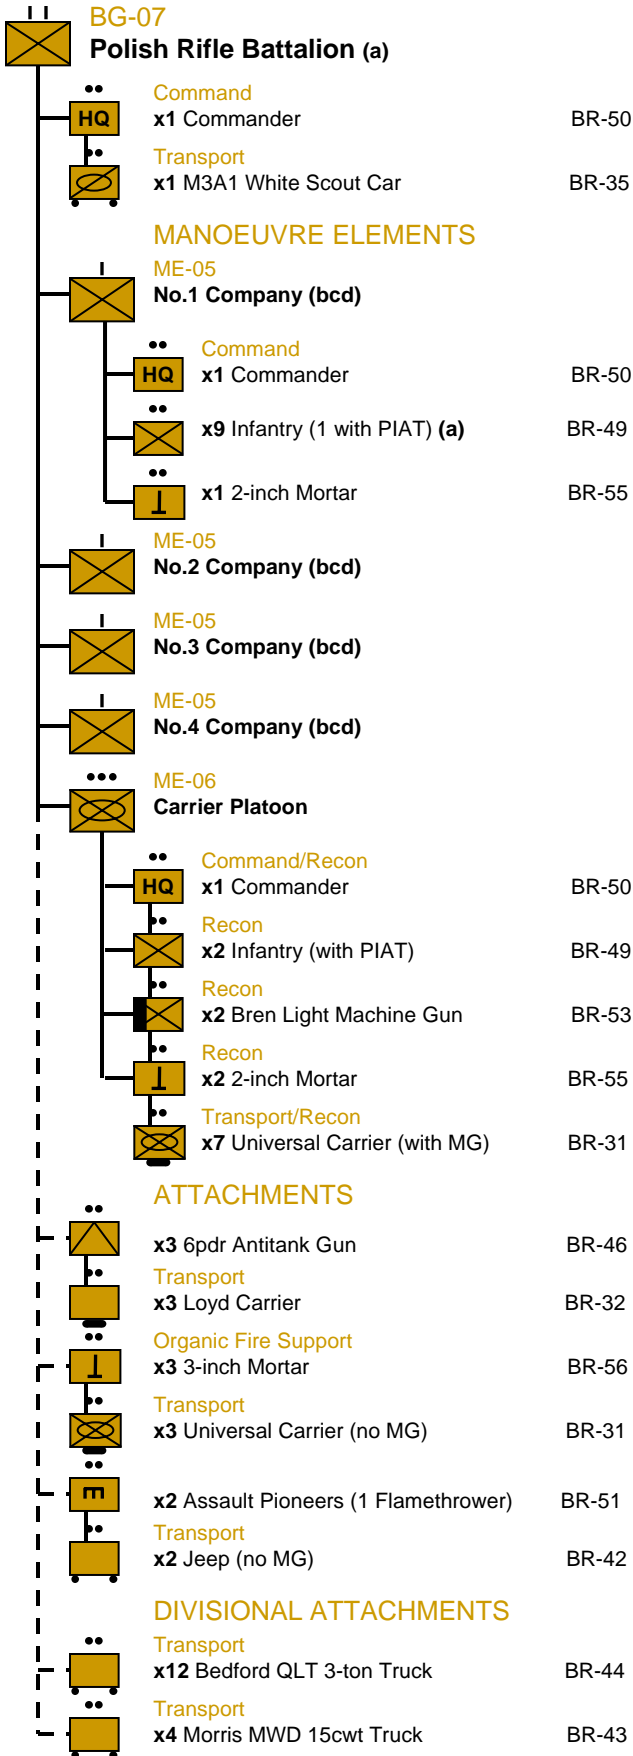 BG-07
Polish Rifle Battalion (a)
Command
HQ x1 Commander BR-50
Transport
x1 M3A1 White Scout Car BR-35
MANOEUVRE ELEMENTS
ME-05
No.1 Company (bcd)
Command
HQ x1 Commander BR-50
x9 Infantry (1 with PIAT) (a) BR-49
x1 2-inch Mortar BR-55
ME-05
No.2 Company (bcd)
ME-05
No.3 Company (bcd)
ME-05
No.4 Company (bcd)
ME-06
Carrier Platoon
Command/Recon
HQ x1 Commander BR-50
Recon
x2 Infantry (with PIAT) BR-49
Recon
x2 Bren Light Machine Gun BR-53
Recon
x2 2-inch Mortar BR-55
Transport/Recon
x7 Universal Carrier (with MG) BR-31
ATTACHMENTS
x3 6pdr Antitank Gun BR-46
Transport
x3 Loyd Carrier BR-32
Organic Fire Support
x3 3-inch Mortar BR-56
Transport
x3 Universal Carrier (no MG) BR-31
x2 Assault Pioneers (1 Flamethrower) BR-51
Transport
x2 Jeep (no MG) BR-42
DIVISIONAL ATTACHMENTS
Transport
x12 Bedford QLT 3-ton Truck BR-44
Transport
x4 Morris MWD 15cwt Truck BR-43